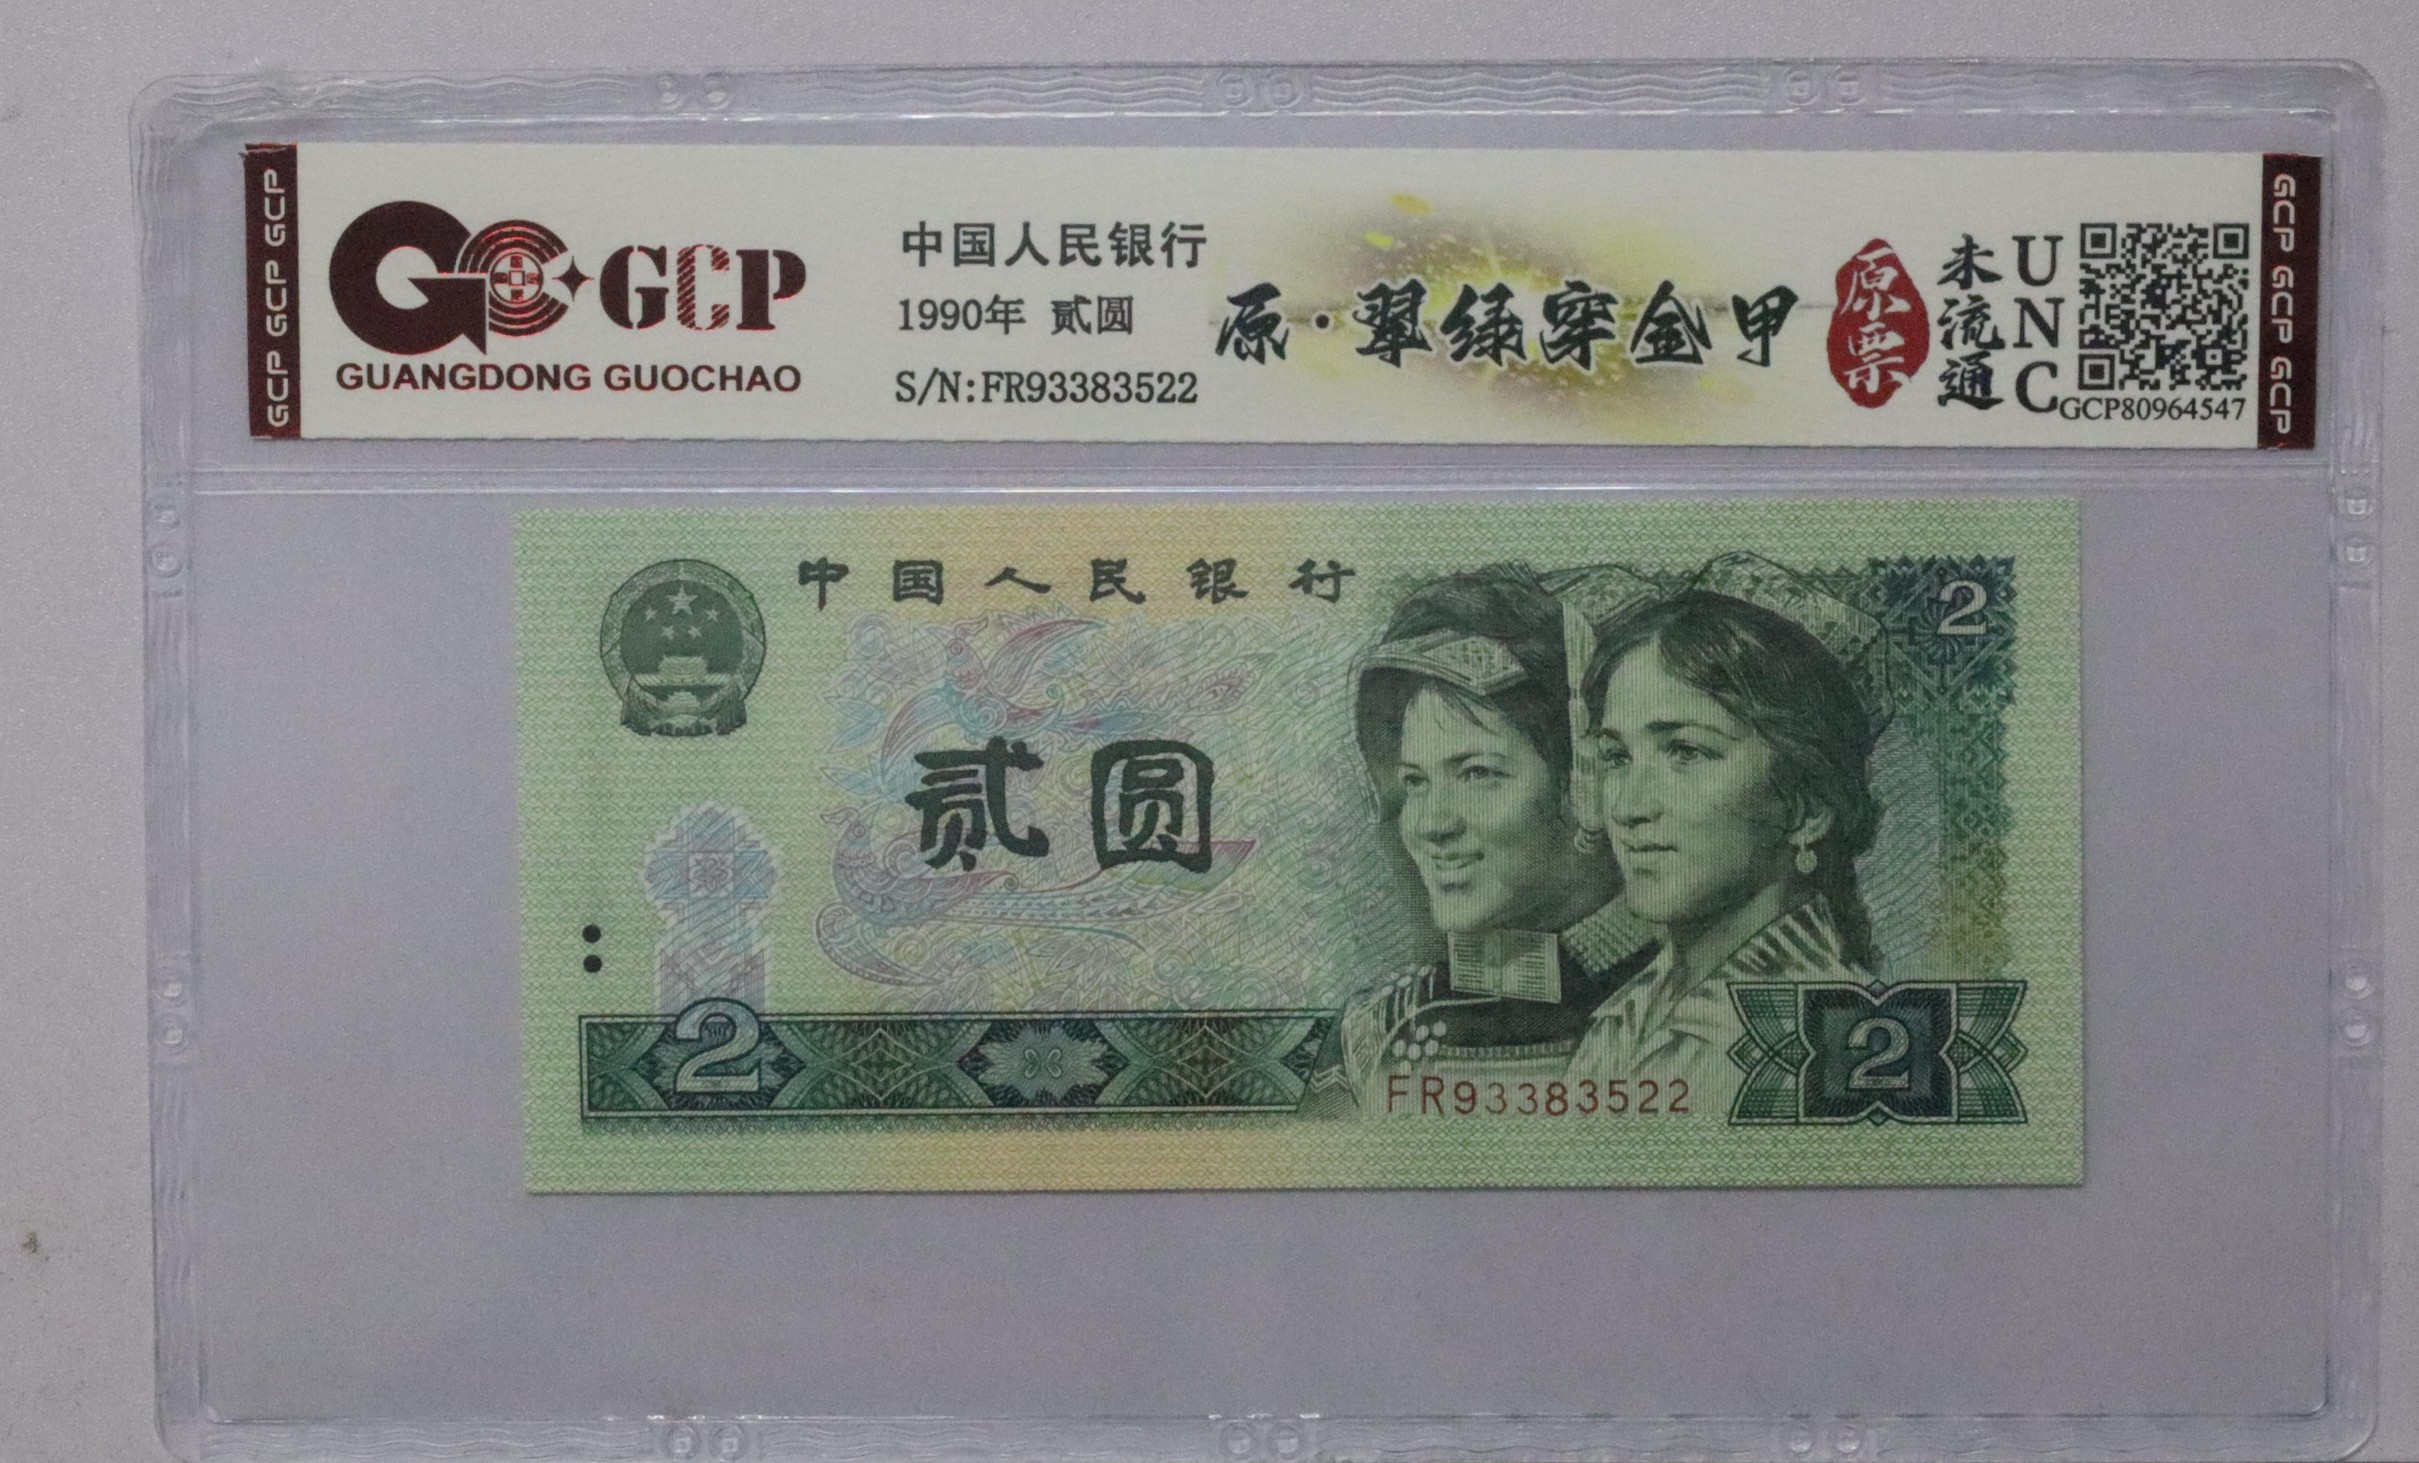 GCP GCP GCP
GCP
GUANGDONG GUOCHAO
中国人民银行
1990年 贰圆
S/N:FR93383522
原·翠绿穿金甲
原票
未流通
UNC
GCP80964547
GCP GCP GCP
中国人民银行
2
贰圆
2
FR93383522
2